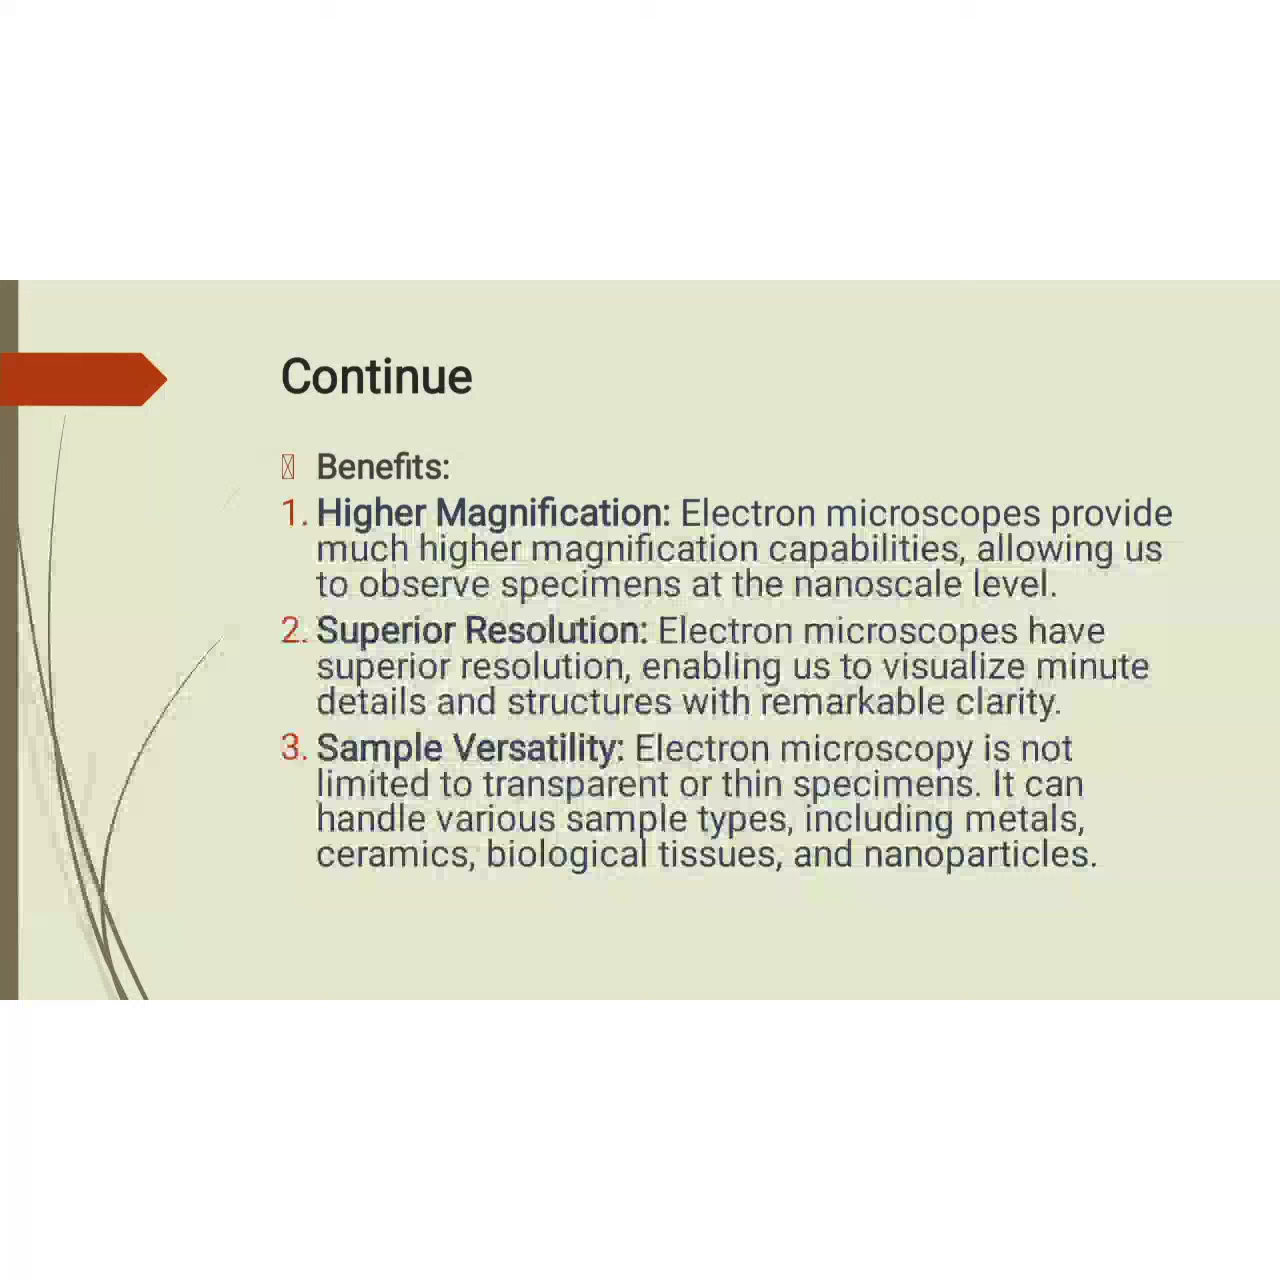 Continue
Benefits:
1. Higher Magnification: Electron microscopes provide
much higher magnification capabilities, allowing us
to observe specimens at the nanoscale level.
2. Superior Resolution: Electron microscopes have
superior resolution, enabling us to visualize minute
details and structures with remarkable clarity.
3. Sample Versatility: Electron microscopy is not
limited to transparent or thin specimens. It can
handle various sample types, including metals,
ceramics, biological tissues, and nanoparticles.